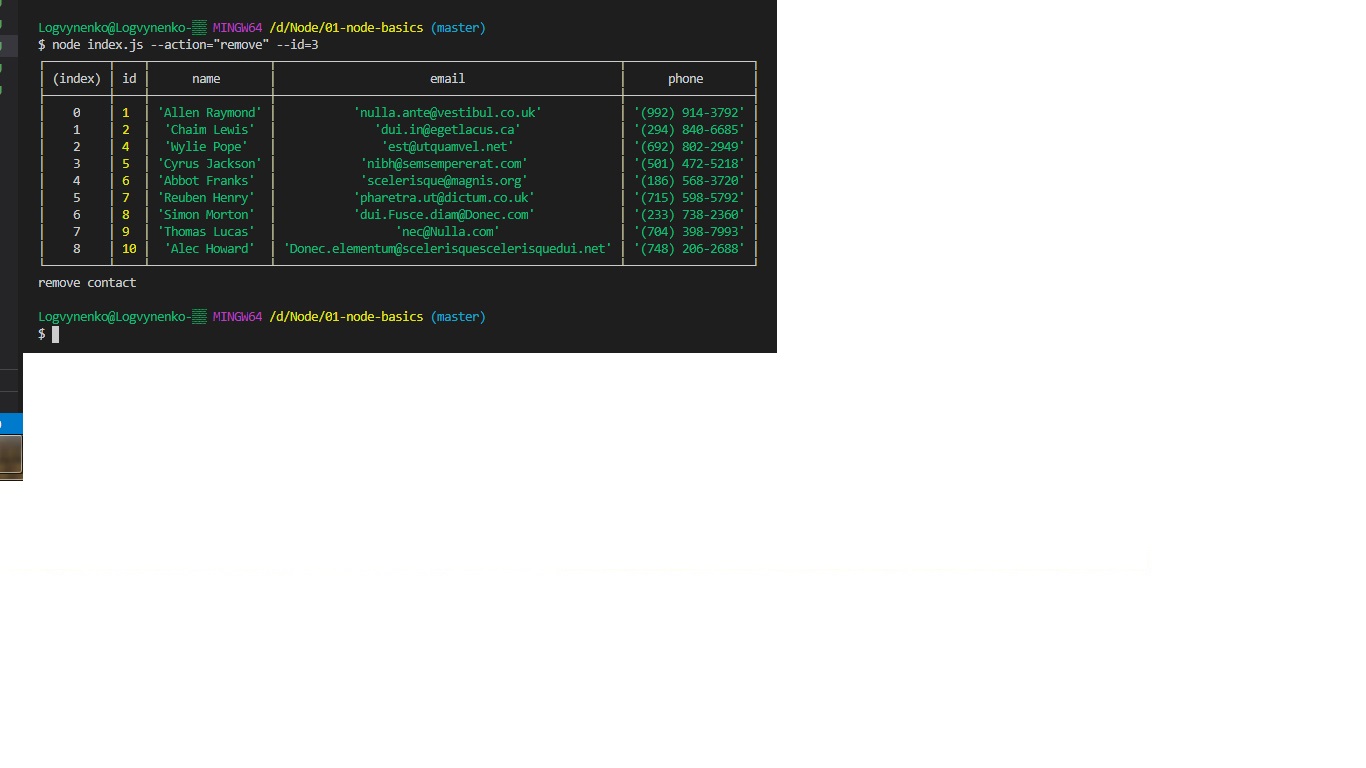 Logvynenko@Logvynenko- MINGW64 /d/Node/01-node-basics (master)
$ node index.js --action="remove" --id=3
(index) id name email phone
0 1 'Allen Raymond' 'nulla.ante@vestibul.co.uk' '(992) 914-3792'
1 2 'Chaim Lewis' 'dui.in@egetlacus.ca' '(294) 840-6685'
2 4 'Wylie Pope' 'est@utquamvel.net' '(692) 802-2949'
3 5 'Cyrus Jackson' 'nibh@semsempererat.com' '(501) 472-5218'
4 6 'Abbot Franks' 'scelerisque@magnis.org' '(186) 568-3720'
5 7 'Reuben Henry' 'pharetra.ut@dictum.co.uk' '(715) 598-5792'
6 8 'Simon Morton' 'dui.Fusce.diam@Donec.com' '(233) 738-2360'
7 9 'Thomas Lucas' 'nec@Nulla.com' '(704) 398-7993'
8 10 'Alec Howard' 'Donec.elementum@scelerisquescelerisquedui.net' '(748) 206-2688'
remove contact
Logvynenko@Logvynenko- MINGW64 /d/Node/01-node-basics (master)
$